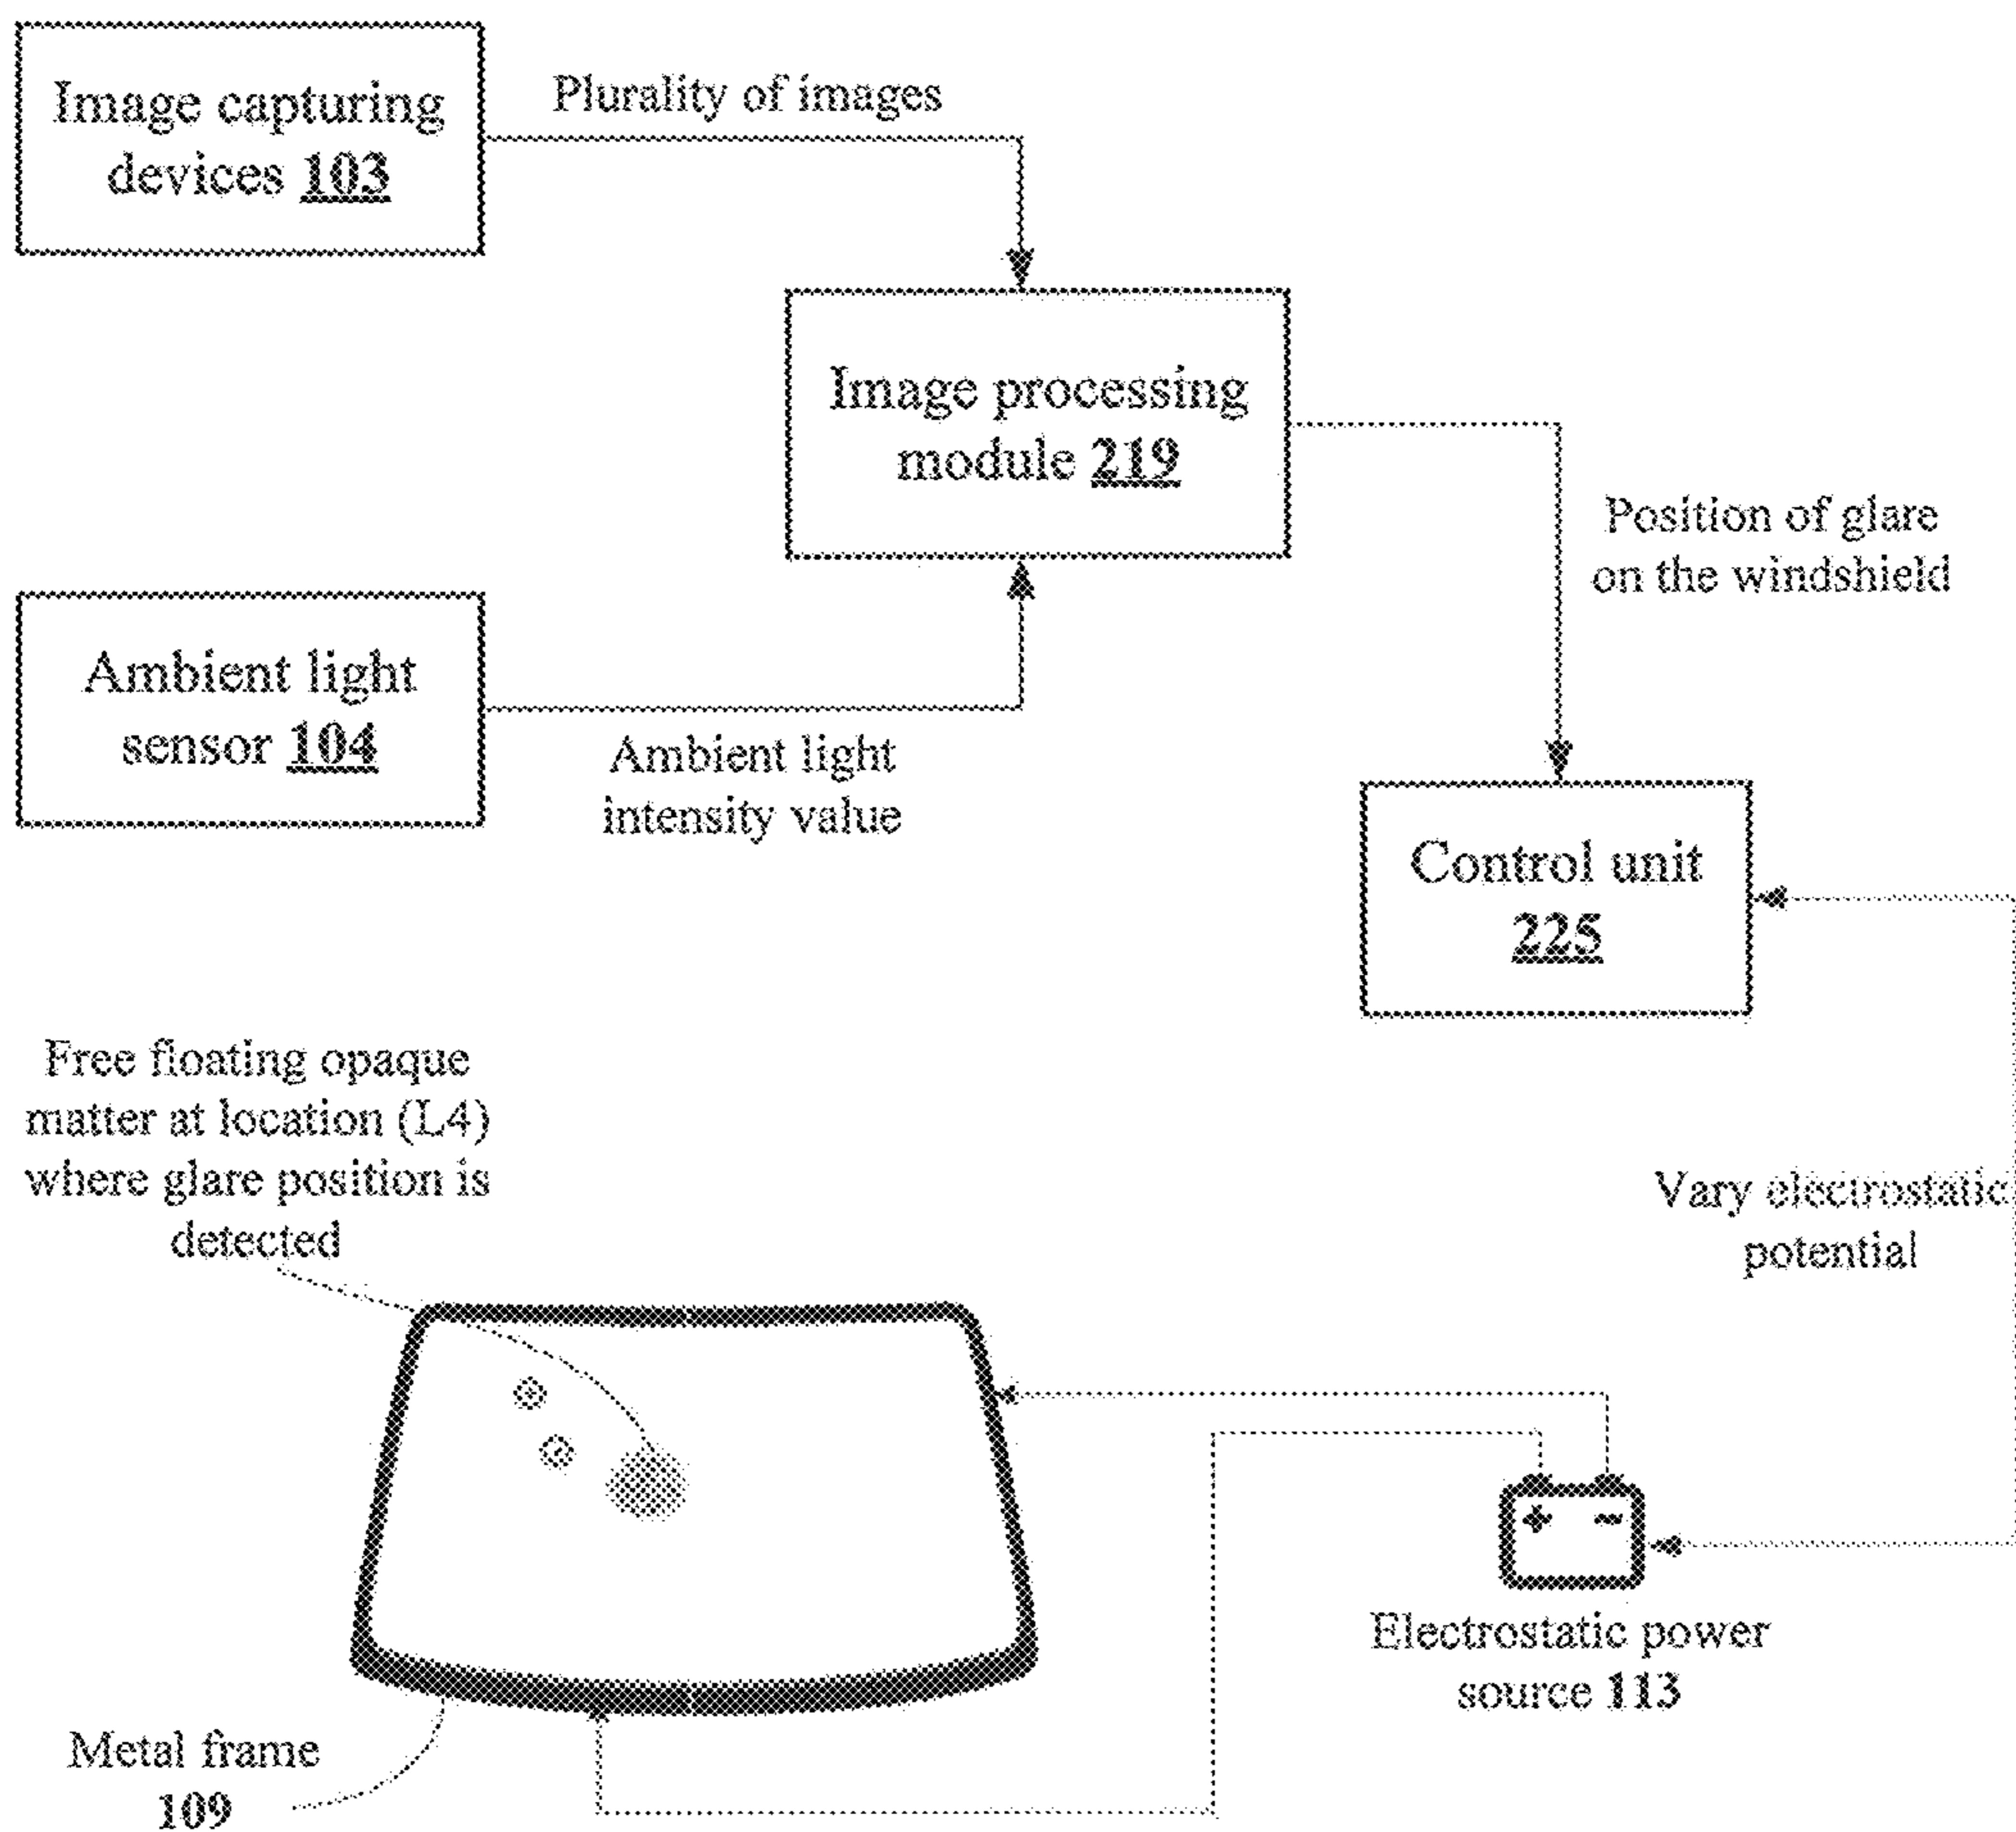 Image capturing
devices 103
Plurality of images
Image processing
module 219
Position of glare
on the windshield
Ambient light
sensor 104
Ambient light
intensity value
Control unit
225
Free floating opaque
matter at location (L4)
where glare position is
detected
Vary electrostatic
potential
+ -
Electrostatic power
source 113
Metal frame
109